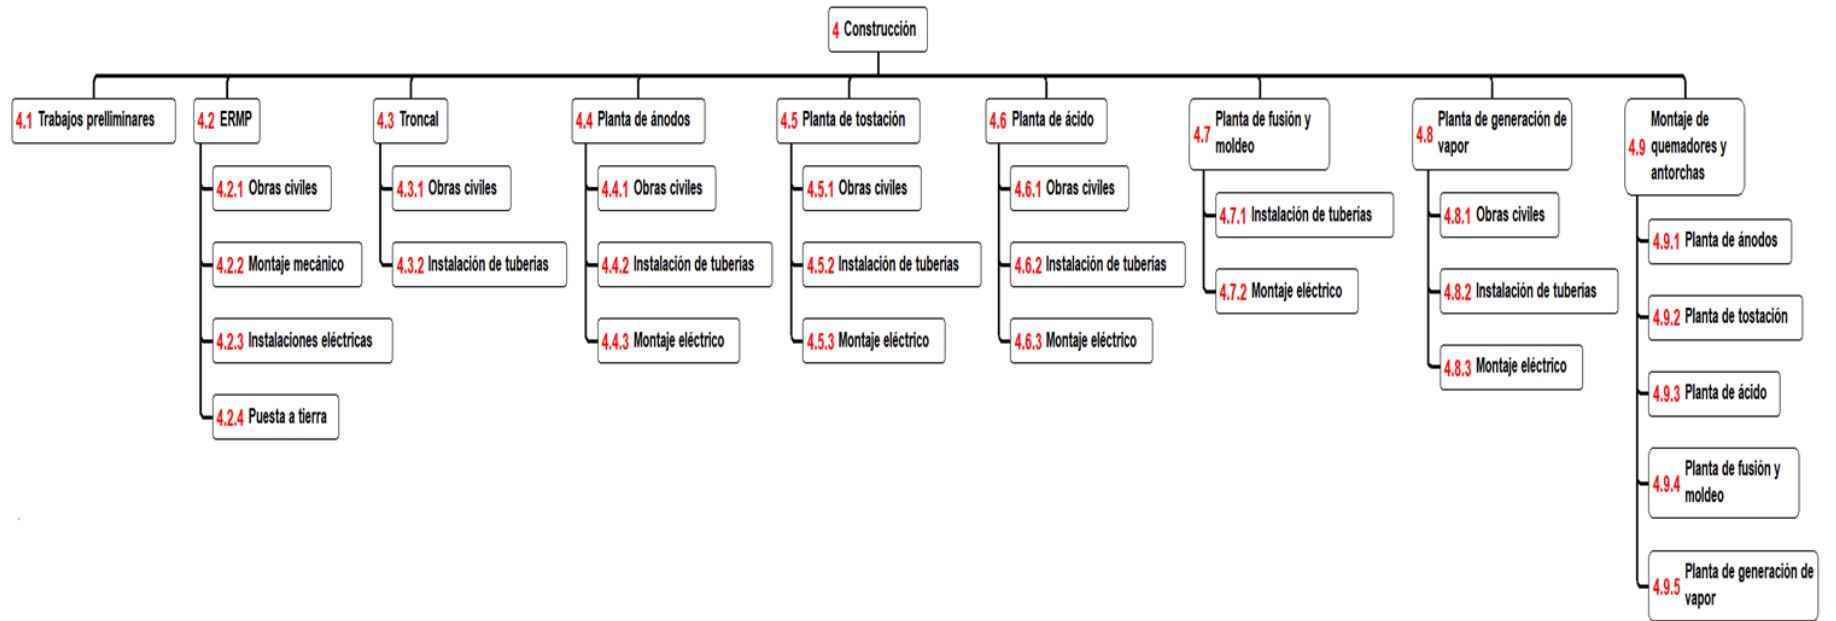 4 Construcción
4.1 Trabajos prelliminares
4.2 ERMP
4.2.1 Obras civiles
4.2.2 Montaje mecánico
4.2.3 Instalaciones eléctricas
4.2.4 Puesta a tierra
4.3 Troncal
4.3.1 Obras civiles
4.3.2 Instalación de tuberías
4.4 Planta de ánodos
4.4.1 Obras civiles
4.4.2 Instalación de tuberías
4.4.3 Montaje eléctrico
4.5 Planta de tostación
4.5.1 Obras civiles
4.5.2 Instalación de tuberías
4.5.3 Montaje eléctrico
4.6 Planta de ácido
4.6.1 Obras civiles
4.6.2 Instalación de tuberías
4.6.3 Montaje eléctrico
4.7 Planta de fusión y
moldeo
4.7.1 Instalación de tuberías
4.7.2 Montaje eléctrico
4.8 Planta de generación de
vapor
4.8.1 Obras civiles
4.8.2 Instalación de tuberías
4.8.3 Montaje eléctrico
Montaje de
4.9 quemadores y
antorchas
4.9.1 Planta de ánodos
4.9.2 Planta de tostación
4.9.3 Planta de ácido
4.9.4 Planta de fusión y
moldeo
4.9.5 Planta de generación de
vapor